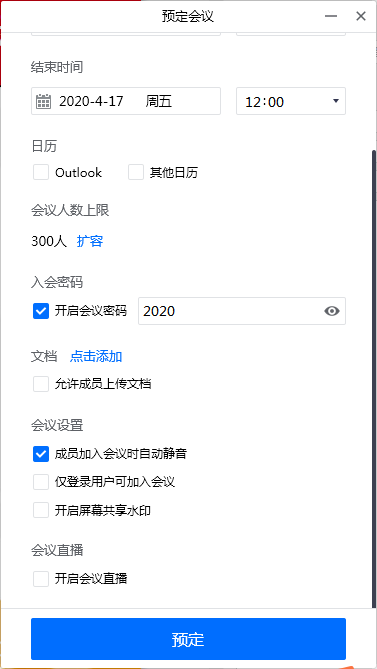 预定会议
结束时间
2020-4-17 周五 12:00
日历
Outlook 其他日历
会议人数上限
300人 扩容
入会密码
开启会议密码 2020
文档 点击添加
允许成员上传文档
会议设置
成员加入会议时自动静音
仅登录用户可加入会议
开启屏幕共享水印
会议直播
开启会议直播
预定